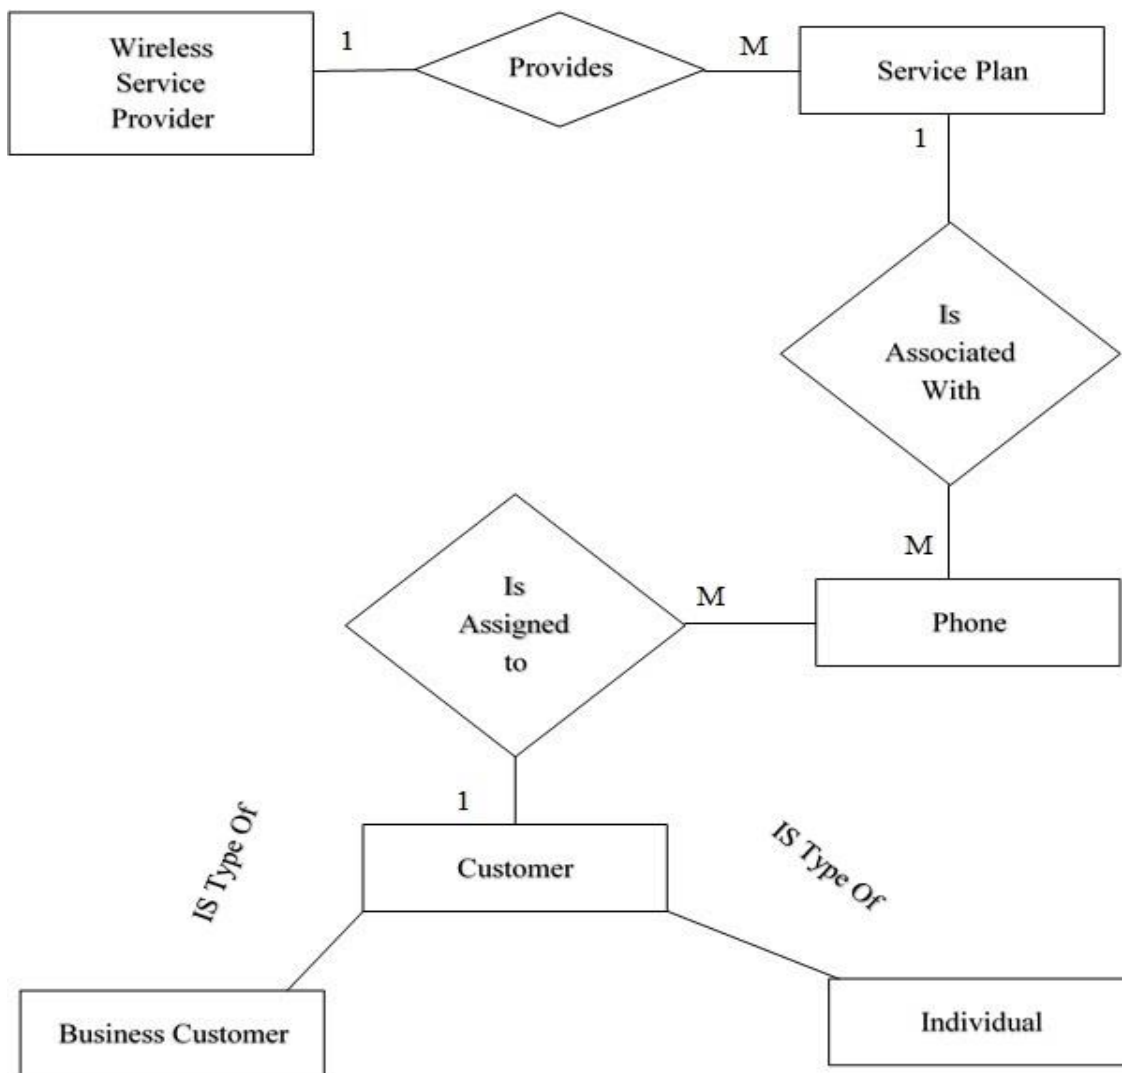 Wireless
Service
Provider
1
Provides
M
Service Plan
1
Is
Associated
With
M
Phone
M
Is
Assigned
to
1
Customer
IS Type Of
IS Type Of
Business Customer
Individual